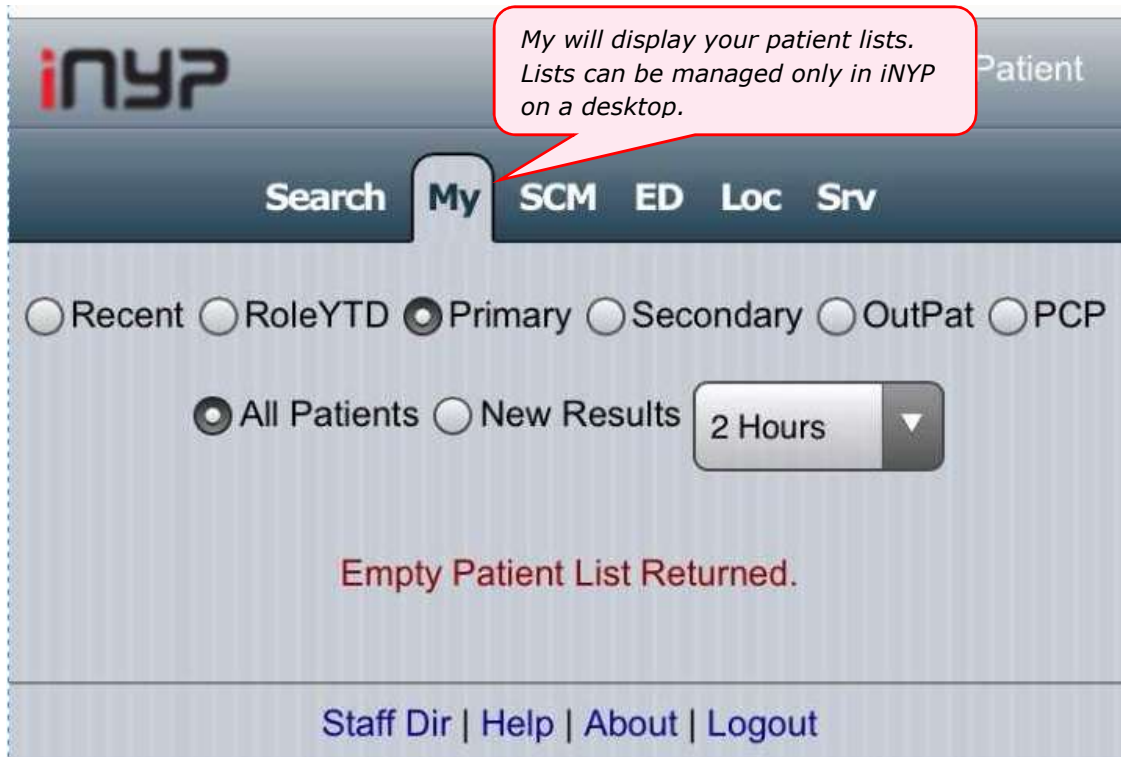 iNYP
My will display your patient lists.
Lists can be managed only in iNYP
on a desktop.
Patient
Search My SCM ED Loc Srv
Recent RoleYTD Primary Secondary OutPat PCP
All Patients New Results 2 Hours
Empty Patient List Returned.
Staff Dir | Help | About | Logout